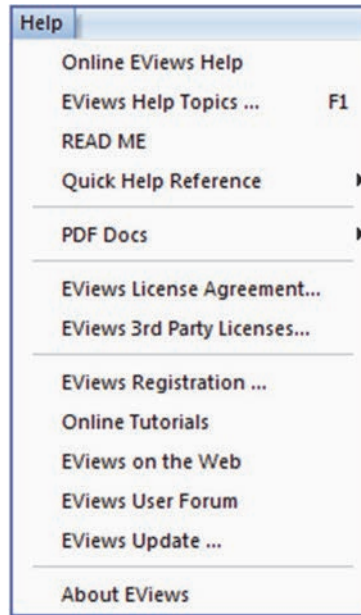 Help
Online EViews Help
EViews Help Topics ... F1
READ ME
Quick Help Reference
PDF Docs
EViews License Agreement...
EViews 3rd Party Licenses...
EViews Registration ...
Online Tutorials
EViews on the Web
EViews User Forum
EViews Update ...
About EViews